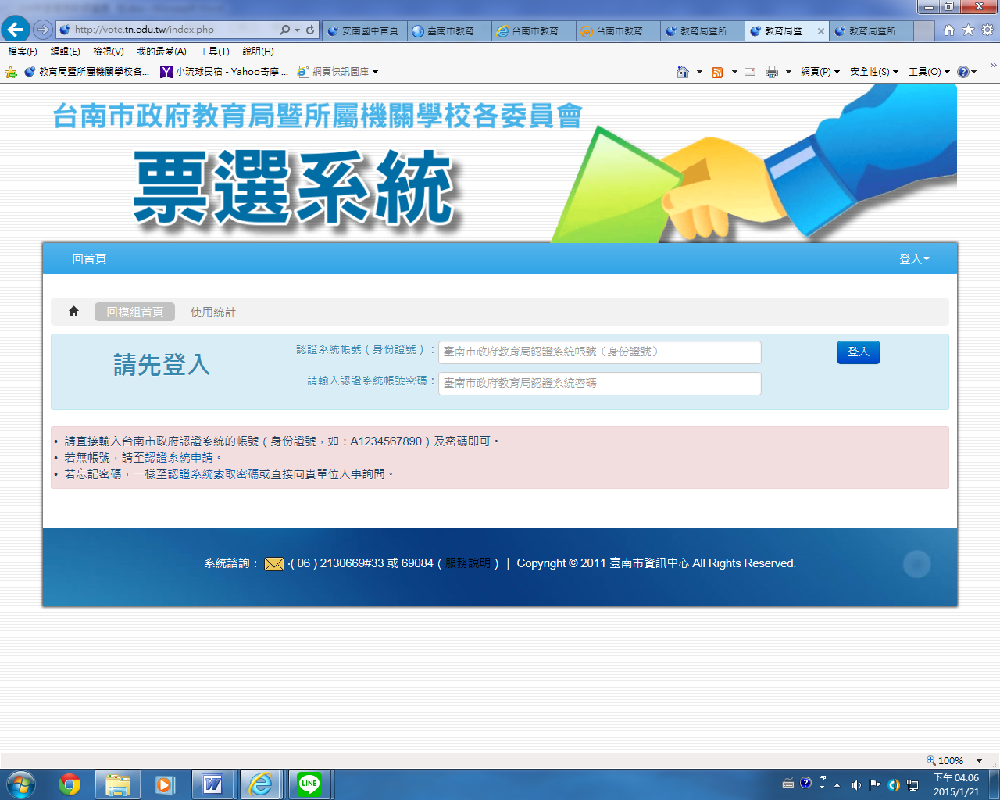 http://vote.tn.edu.tw/index.php
安南國中首頁...
臺南市教育...
台南市教育...
台南市教育...
教育局暨所...
教育局暨...
教育局暨所...
檔案(F) 編輯(E) 檢視(V) 我的最愛(A) 工具(T) 說明(H)
教育局暨所屬機關學校各... 小琉球民宿 - Yahoo奇摩 ... 網頁快訊圖庫 網頁(P) 安全性(S) 工具(O)
台南市政府教育局暨所屬機關學校各委員會
票選系統
回首頁 登入
回模組首頁 使用統計
請先登入
認證系統帳號（身份證號）： 臺南市政府教育局認證系統帳號（身份證號） 登入
請輸入認證系統帳號密碼： 臺南市政府教育局認證系統密碼
• 請直接輸入台南市政府認證系統的帳號（身份證號，如：A1234567890）及密碼即可。
• 若無帳號，請至認證系統申請。
• 若忘記密碼，一樣至認證系統索取密碼或直接向貴單位人事詢問。
系統諮詢： ‧( 06 ) 2130669#33 或 69084（服務說明）｜ Copyright © 2011 臺南市資訊中心 All Rights Reserved.
100%
LINE
下午 04:06
2015/1/21